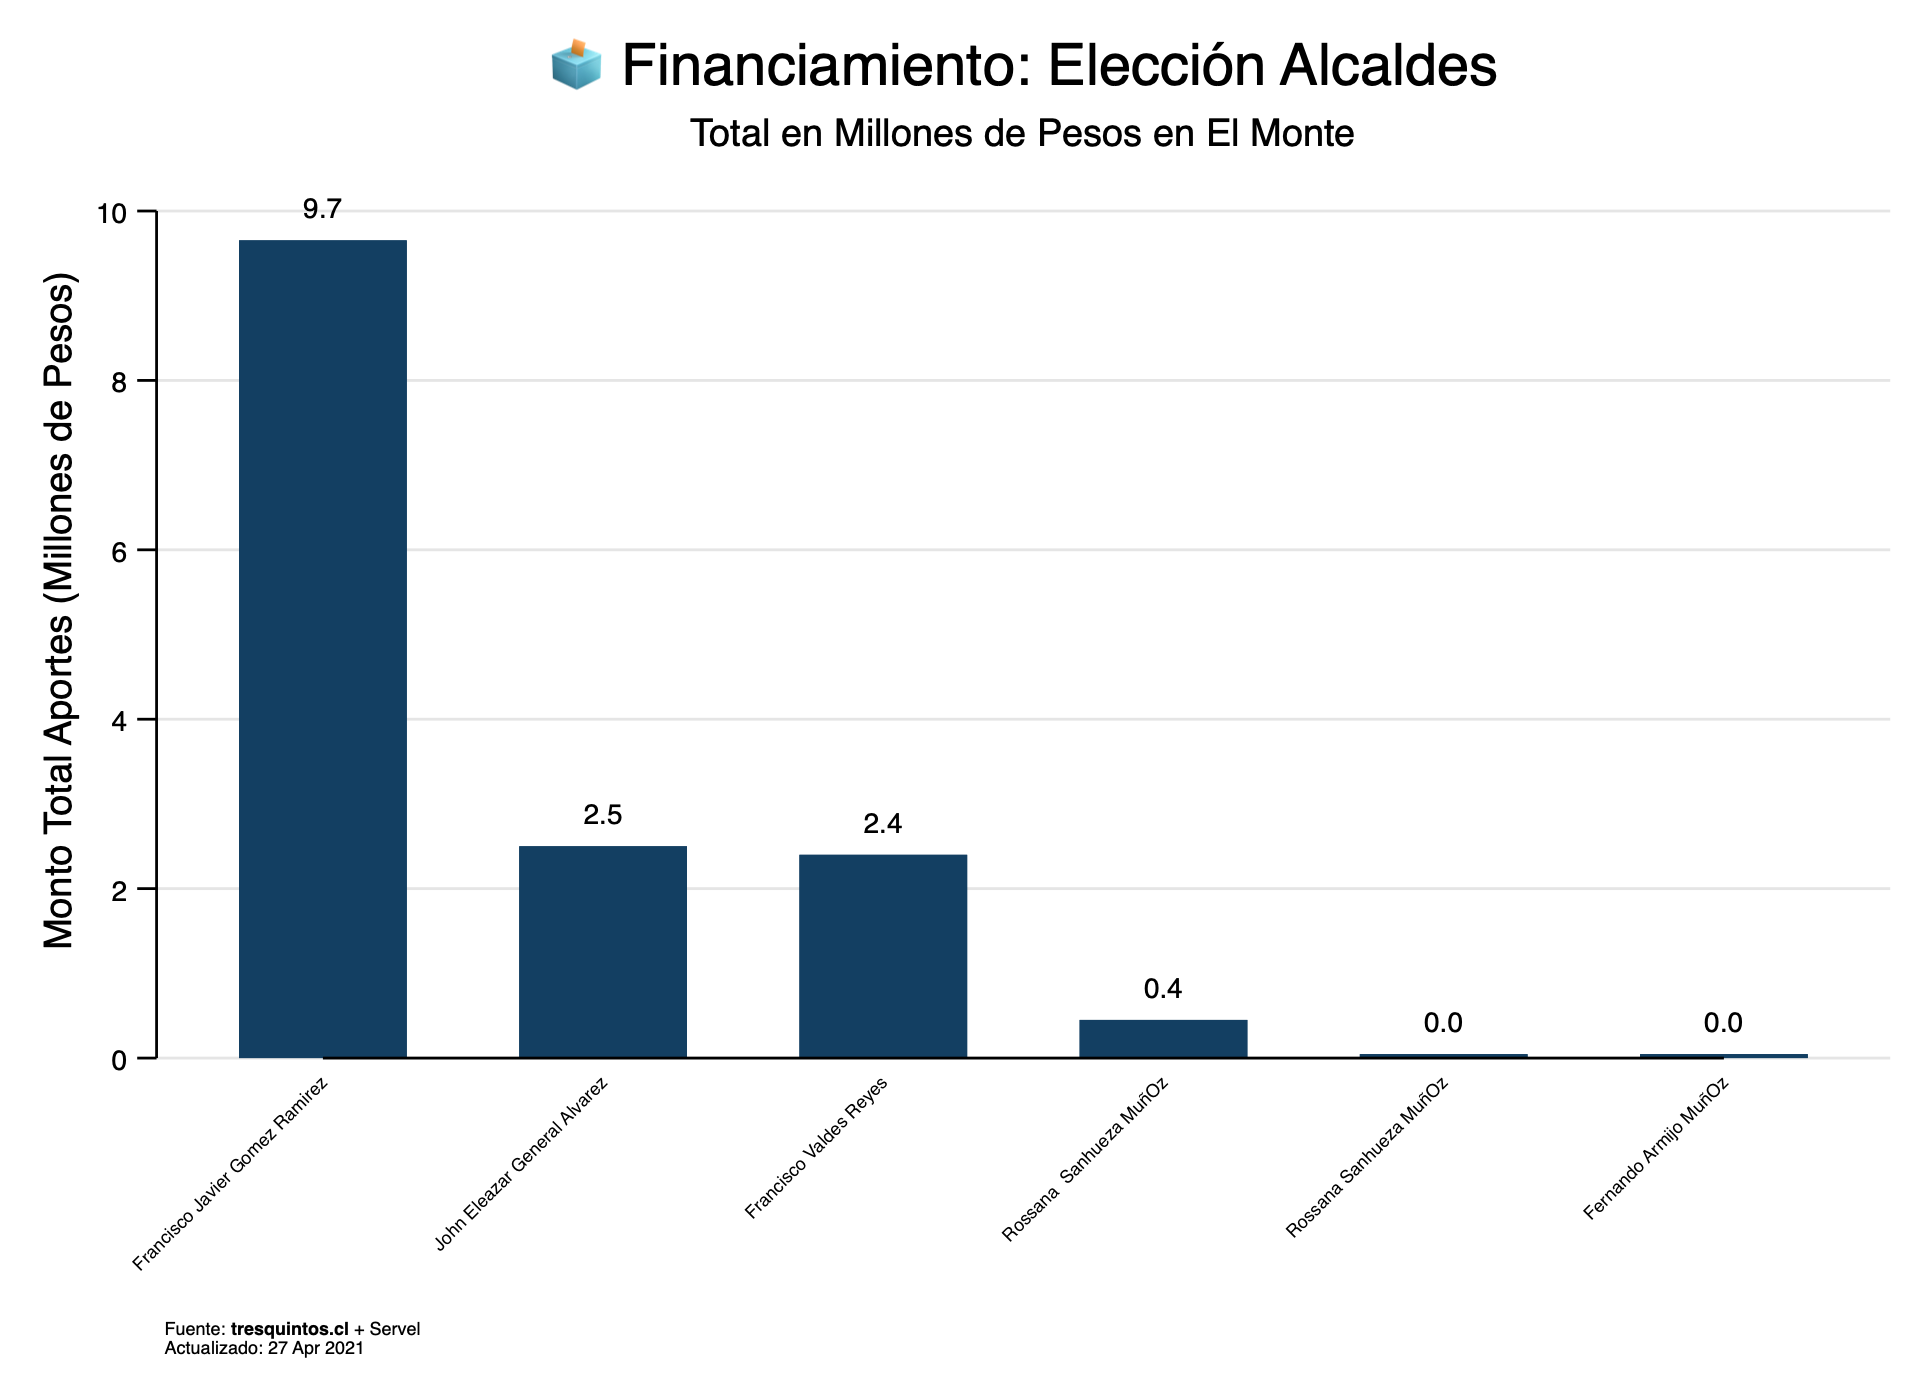 Financiamiento: Elección Alcaldes
Total en Millones de Pesos en El Monte
Monto Total Aportes (Millones de Pesos)
10
8
6
4
2
0
9.7
2.5
2.4
0.4
0.0
0.0
Francisco Javier Gomez Ramirez
John Eleazar General Alvarez
Francisco Valdes Reyes
Rossana  Sanhueza MuñOz
Rossana Sanhueza MuñOz
Fernando Armijo MuñOz
Fuente: tresquintos.cl + Servel
Actualizado: 27 Apr 2021